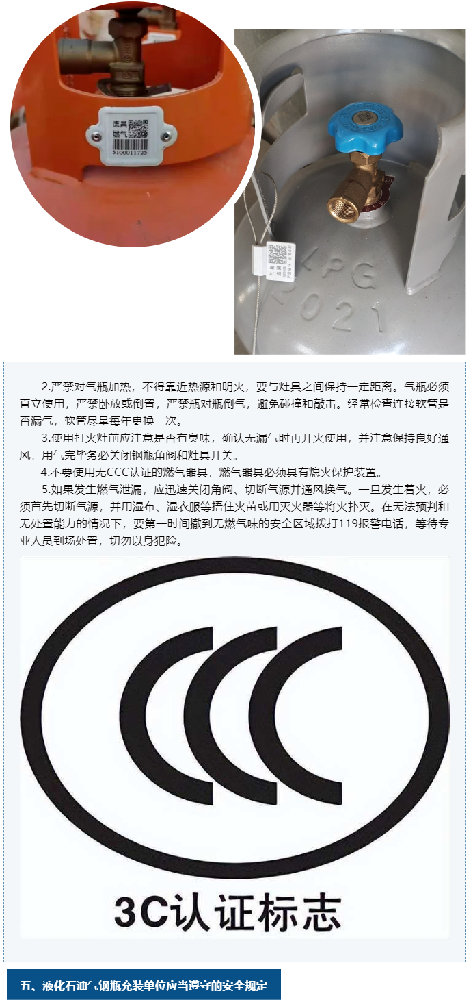 德昌
燃气
5100011725
KPG
2021
2.严禁对气瓶加热，不得靠近热源和明火，要与灶具之间保持一定距离。气瓶必须
直立使用，严禁卧放或倒置，严禁瓶对瓶倒气，避免碰撞和敲击。经常检查连接软管是
否漏气，软管尽量每年更换一次。
3.使用打火灶前应注意是否有臭味，确认无漏气时再开火使用，并注意保持良好通
风，用气完毕务必关闭钢瓶角阀和灶具开关。
4.不要使用无CCC认证的燃气器具，燃气器具必须具有熄火保护装置。
5.如果发生燃气泄漏，应迅速关闭角阀、切断气源并通风换气。一旦发生着火，必
须首先切断气源，并用湿布、湿衣服等捂住火苗或用灭火器等将火扑灭。在无法预判和
无处置能力的情况下，要第一时间撤到无燃气味的安全区域拨打119报警电话，等待专
业人员到场处置，切勿以身犯险。
CCC
3C认证标志
五、液化石油气钢瓶充装单位应当遵守的安全规定